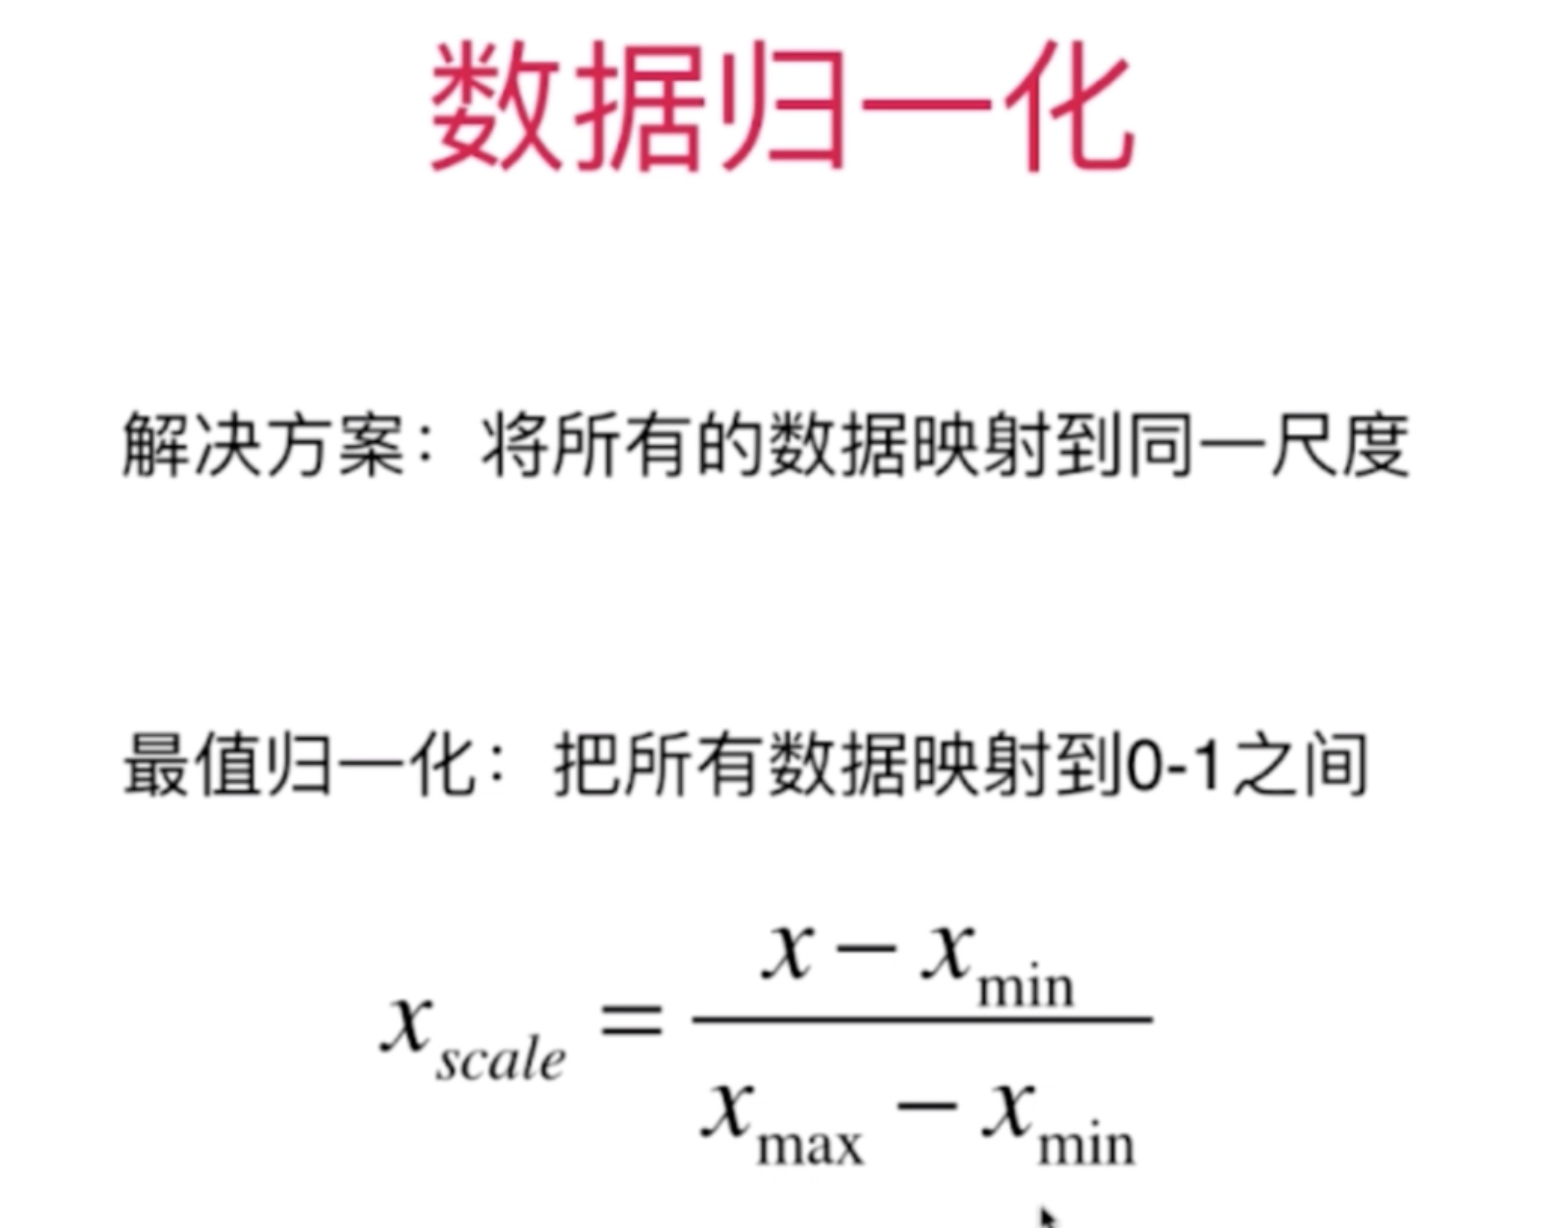 数据归一化
解决方案：将所有的数据映射到同一尺度
最值归一化：把所有数据映射到0-1之间
x_scale = (x − x_min) / (x_max − x_min)